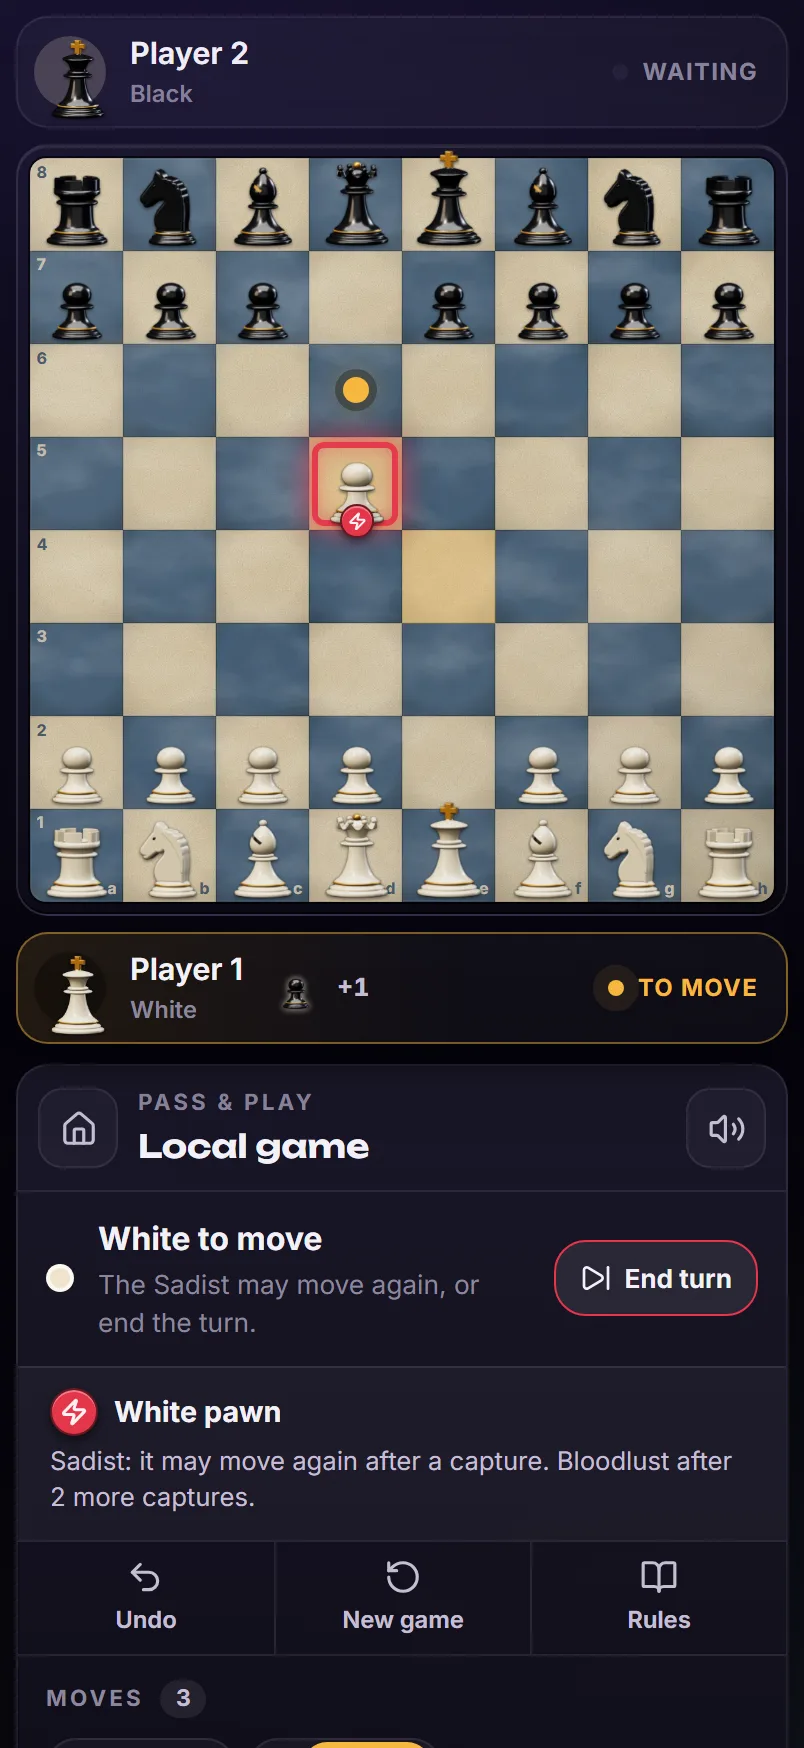 Player 2
Black
WAITING
8
7
6
5
4
3
2
1
a b c d e f g h
Player 1
White
+1
TO MOVE
PASS & PLAY
Local game
White to move
The Sadist may move again, or
end the turn.
End turn
White pawn
Sadist: it may move again after a capture. Bloodlust after
2 more captures.
Undo
New game
Rules
MOVES 3